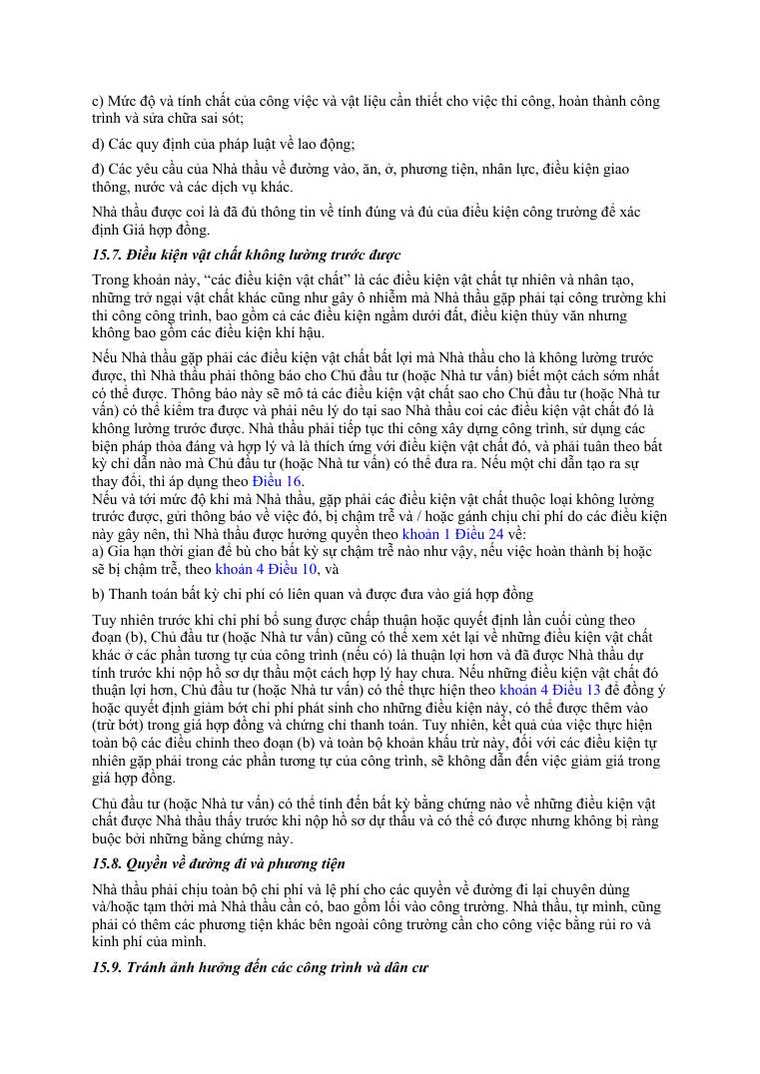 c) Mức độ và tính chất của công việc và vật liệu cần thiết cho việc thi công, hoàn thành công
trình và sửa chữa sai sót;
d) Các quy định của pháp luật về lao động;
đ) Các yêu cầu của Nhà thầu về đường vào, ăn, ở, phương tiện, nhân lực, điều kiện giao
thông, nước và các dịch vụ khác.
Nhà thầu được coi là đã đủ thông tin về tính đúng và đủ của điều kiện công trường để xác
định Giá hợp đồng.
15.7. Điều kiện vật chất không lường trước được
Trong khoản này, “các điều kiện vật chất” là các điều kiện vật chất tự nhiên và nhân tạo,
những trở ngại vật chất khác cũng như gây ô nhiễm mà Nhà thầu gặp phải tại công trường khi
thi công công trình, bao gồm cả các điều kiện ngầm dưới đất, điều kiện thủy văn nhưng
không bao gồm các điều kiện khí hậu.
Nếu Nhà thầu gặp phải các điều kiện vật chất bất lợi mà Nhà thầu cho là không lường trước
được, thì Nhà thầu phải thông báo cho Chủ đầu tư (hoặc Nhà tư vấn) biết một cách sớm nhất
có thể được. Thông báo này sẽ mô tả các điều kiện vật chất sao cho Chủ đầu tư (hoặc Nhà tư
vấn) có thể kiểm tra được và phải nêu lý do tại sao Nhà thầu coi các điều kiện vật chất đó là
không lường trước được. Nhà thầu phải tiếp tục thi công xây dựng công trình, sử dụng các
biện pháp thỏa đáng và hợp lý và là thích ứng với điều kiện vật chất đó, và phải tuân theo bất
kỳ chỉ dẫn nào mà Chủ đầu tư (hoặc Nhà tư vấn) có thể đưa ra. Nếu một chỉ dẫn tạo ra sự
thay đổi, thì áp dụng theo Điều 16.
Nếu và tới mức độ khi mà Nhà thầu, gặp phải các điều kiện vật chất thuộc loại không lường
trước được, gửi thông báo về việc đó, bị chậm trễ và / hoặc gánh chịu chi phí do các điều kiện
này gây nên, thì Nhà thầu được hưởng quyền theo khoản 1 Điều 24 về:
a) Gia hạn thời gian để bù cho bất kỳ sự chậm trễ nào như vậy, nếu việc hoàn thành bị hoặc
sẽ bị chậm trễ, theo khoản 4 Điều 10, và
b) Thanh toán bất kỳ chi phí có liên quan và được đưa vào giá hợp đồng
Tuy nhiên trước khi chi phí bổ sung được chấp thuận hoặc quyết định lần cuối cùng theo
đoạn (b), Chủ đầu tư (hoặc Nhà tư vấn) cũng có thể xem xét lại về những điều kiện vật chất
khác ở các phần tương tự của công trình (nếu có) là thuận lợi hơn và đã được Nhà thầu dự
tính trước khi nộp hồ sơ dự thầu một cách hợp lý hay chưa. Nếu những điều kiện vật chất đó
thuận lợi hơn, Chủ đầu tư (hoặc Nhà tư vấn) có thể thực hiện theo khoản 4 Điều 13 để đồng ý
hoặc quyết định giảm bớt chi phí phát sinh cho những điều kiện này, có thể được thêm vào
(trừ bớt) trong giá hợp đồng và chứng chỉ thanh toán. Tuy nhiên, kết quả của việc thực hiện
toàn bộ các điều chỉnh theo đoạn (b) và toàn bộ khoản khấu trừ này, đối với các điều kiện tự
nhiên gặp phải trong các phần tương tự của công trình, sẽ không dẫn đến việc giảm giá trong
giá hợp đồng.
Chủ đầu tư (hoặc Nhà tư vấn) có thể tính đến bất kỳ bằng chứng nào về những điều kiện vật
chất được Nhà thầu thấy trước khi nộp hồ sơ dự thầu và có thể có được nhưng không bị ràng
buộc bởi những bằng chứng này.
15.8. Quyền về đường đi và phương tiện
Nhà thầu phải chịu toàn bộ chi phí và lệ phí cho các quyền về đường đi lại chuyên dùng
và/hoặc tạm thời mà Nhà thầu cần có, bao gồm lối vào công trường. Nhà thầu, tự mình, cũng
phải có thêm các phương tiện khác bên ngoài công trường cần cho công việc bằng rủi ro và
kinh phí của mình.
15.9. Tránh ảnh hưởng đến các công trình và dân cư